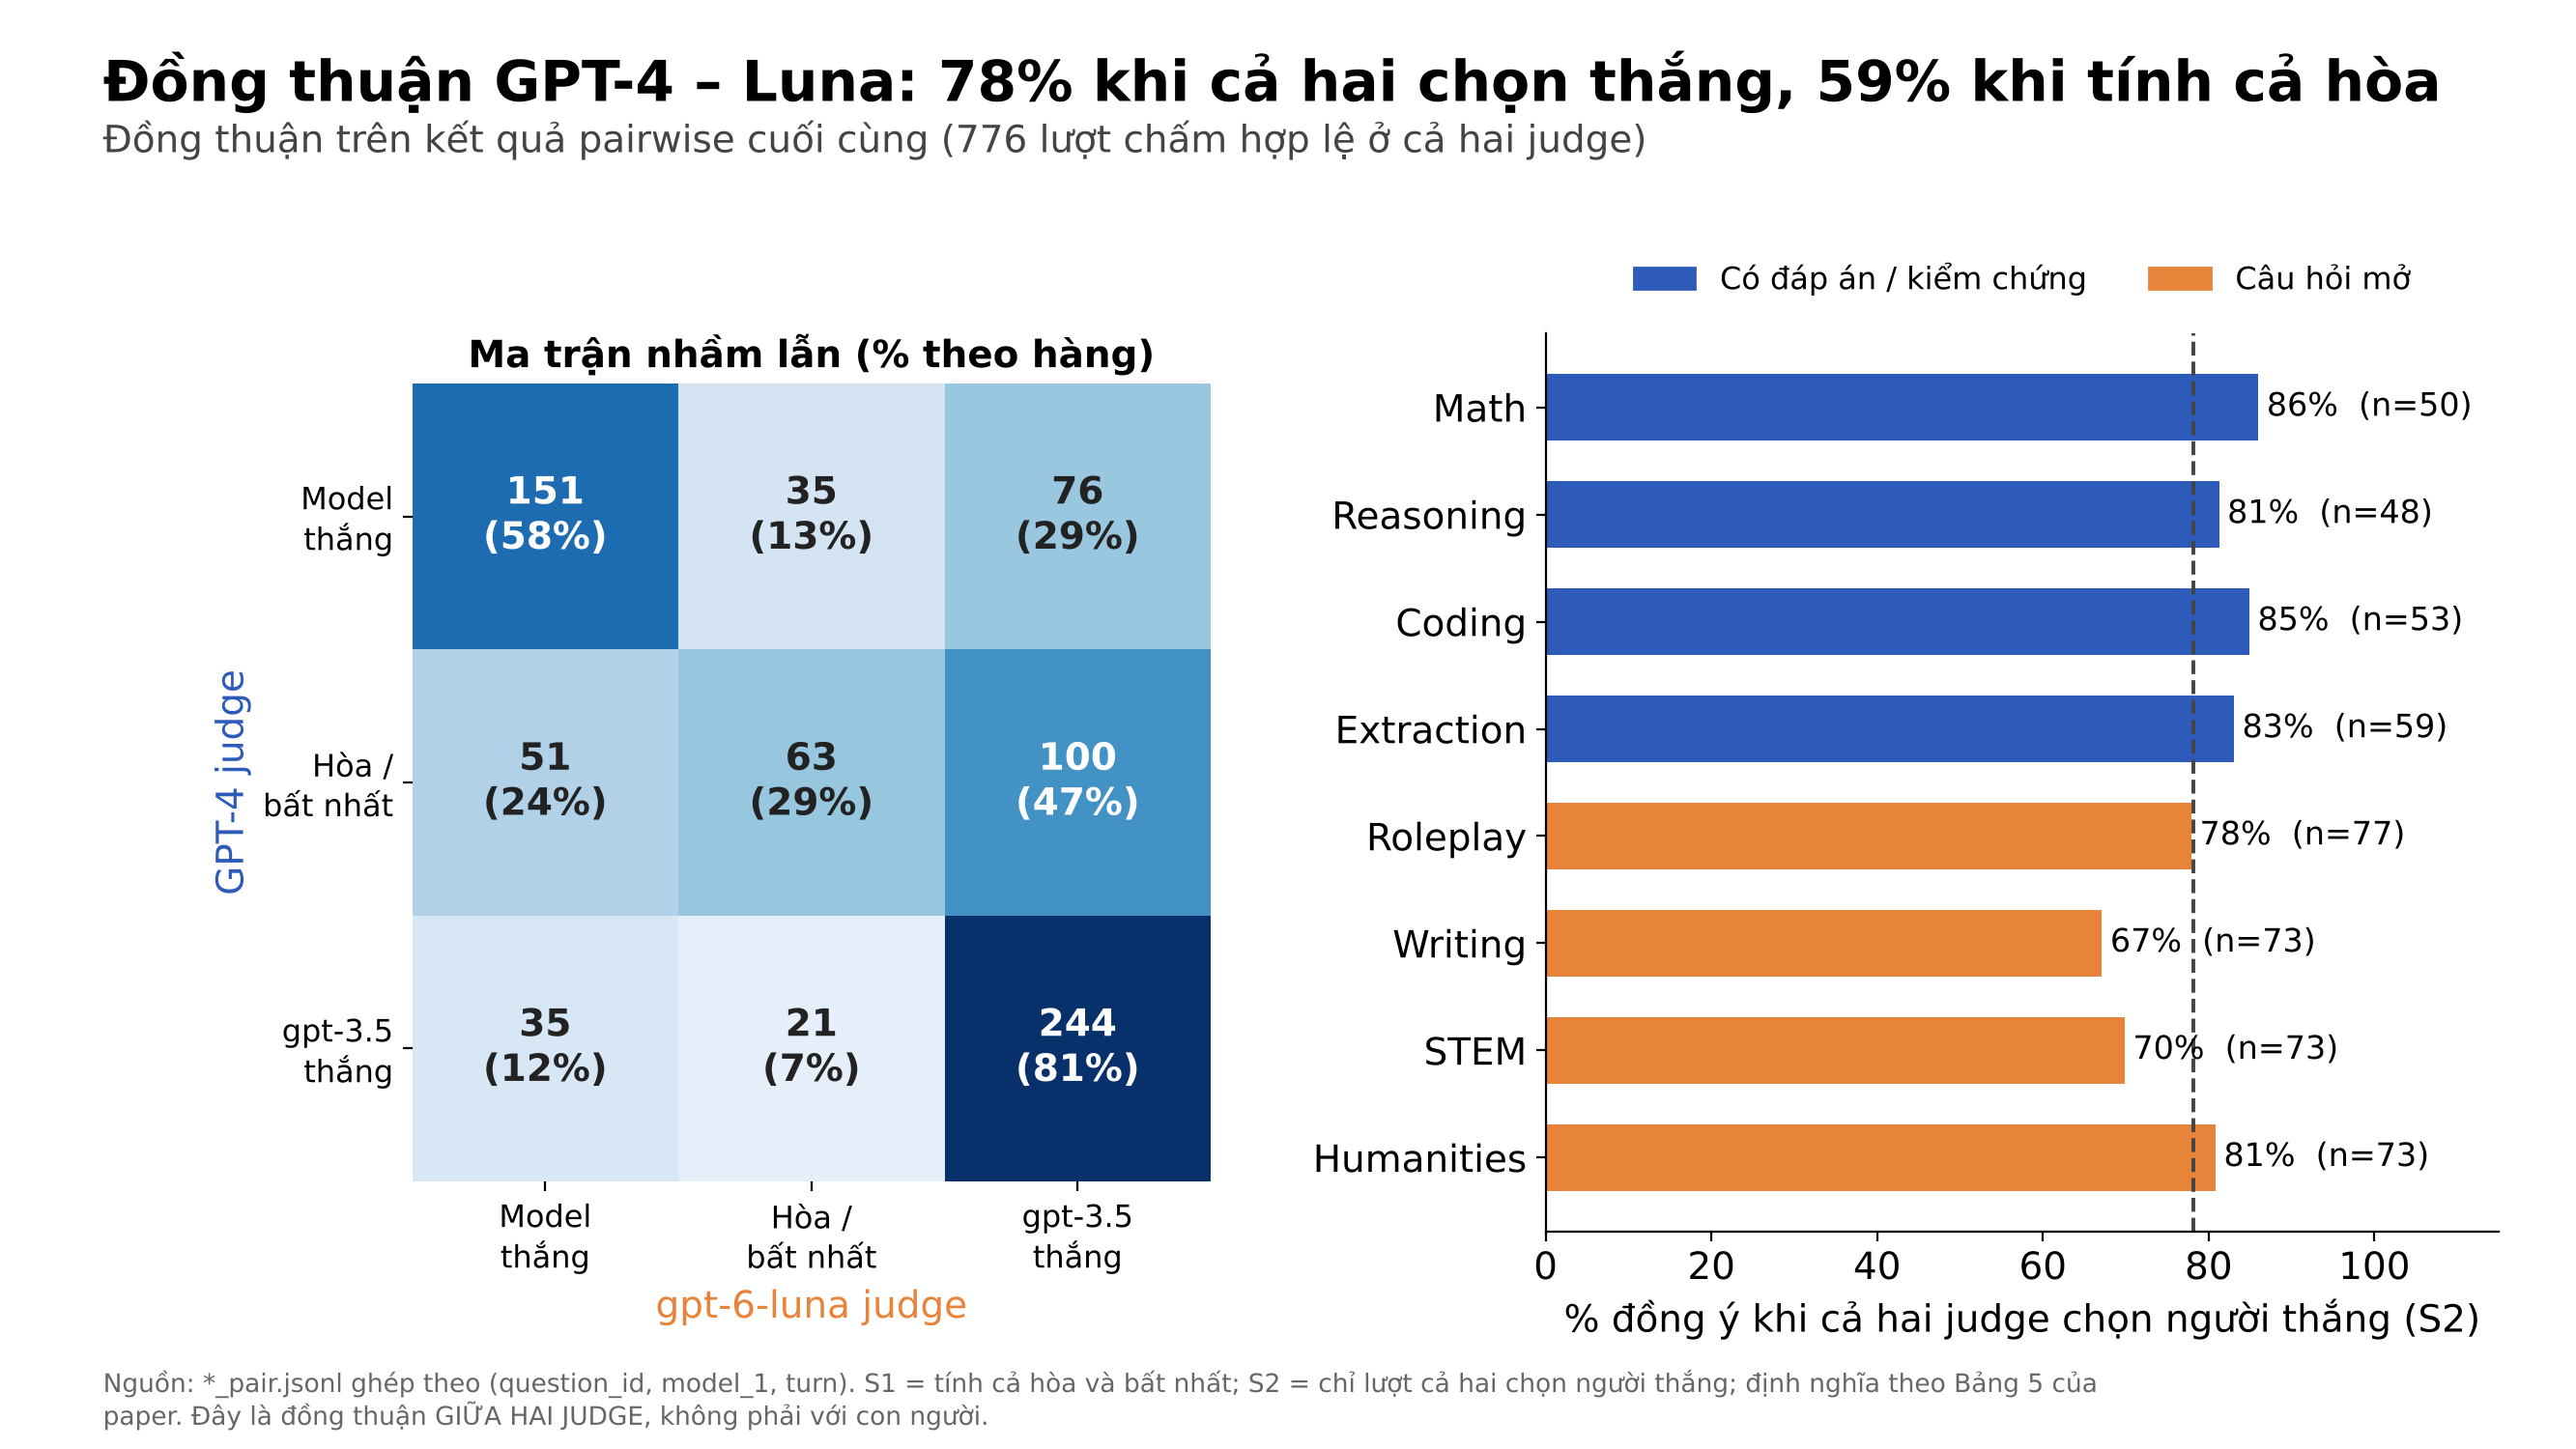 Đồng thuận GPT-4 – Luna: 78% khi cả hai chọn thắng, 59% khi tính cả hòa
Đồng thuận trên kết quả pairwise cuối cùng (776 lượt chấm hợp lệ ở cả hai judge)
Ma trận nhầm lẫn (% theo hàng)
GPT-4 judge
Model
thắng
151
(58%)
35
(13%)
76
(29%)
Hòa /
bất nhất
51
(24%)
63
(29%)
100
(47%)
gpt-3.5
thắng
35
(12%)
21
(7%)
244
(81%)
Model
thắng
Hòa /
bất nhất
gpt-3.5
thắng
gpt-6-luna judge
Có đáp án / kiểm chứng
Câu hỏi mở
Math 86% (n=50)
Reasoning 81% (n=48)
Coding 85% (n=53)
Extraction 83% (n=59)
Roleplay 78% (n=77)
Writing 67% (n=73)
STEM 70% (n=73)
Humanities 81% (n=73)
0 20 40 60 80 100
% đồng ý khi cả hai judge chọn người thắng (S2)
Nguồn: *_pair.jsonl ghép theo (question_id, model_1, turn). S1 = tính cả hòa và bất nhất; S2 = chỉ lượt cả hai chọn người thắng; định nghĩa theo Bảng 5 của
paper. Đây là đồng thuận GIỮA HAI JUDGE, không phải với con người.